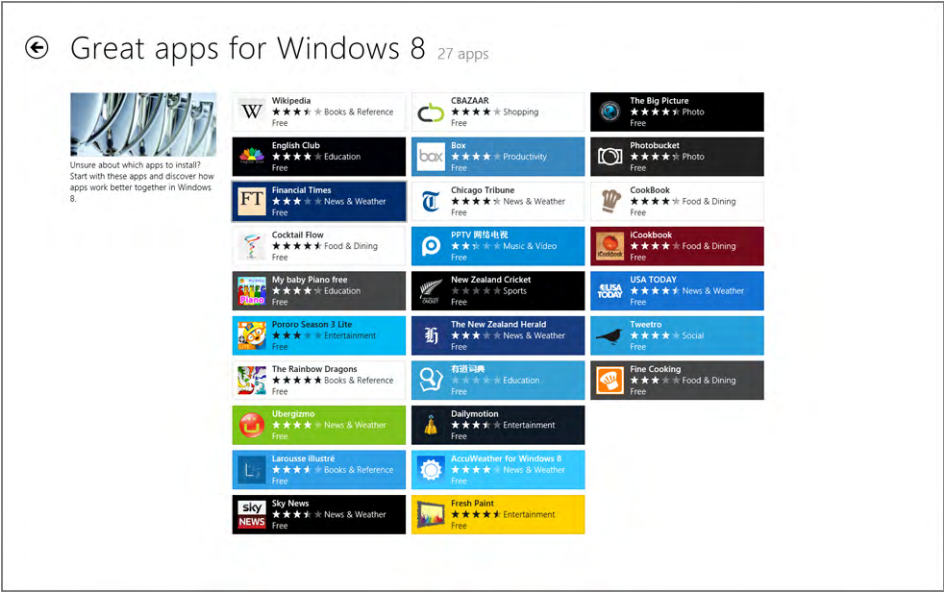 Great apps for Windows 8 27 apps
Unsure about which apps to install?
Start with these apps and discover how
apps work better together in Windows
8.
W
Wikipedia
Books & Reference
Free
English Club
Education
Free
FT
Financial Times
News & Weather
Free
Cocktail Flow
Food & Dining
Free
Piano
My baby Piano free
Education
Free
Pororo Season 3 Lite
Entertainment
Free
The Rainbow Dragons
Books & Reference
Free
Ubergizmo
News & Weather
Free
Larousse illustré
Books & Reference
Free
sky
NEWS
Sky News
News & Weather
Free
CBAZAAR
Shopping
Free
box
Box
Productivity
Free
Chicago Tribune
News & Weather
Free
PPTV 网络电视
Music & Video
Free
New Zealand Cricket
Sports
Free
The New Zealand Herald
News & Weather
Free
有道词典
Education
Free
Dailymotion
Entertainment
Free
AccuWeather for Windows 8
News & Weather
Free
Fresh Paint
Entertainment
Free
The Big Picture
Photo
Free
Photobucket
Photo
Free
CookBook
Food & Dining
Free
iCookbook
iCookbook
Food & Dining
Free
USA
TODAY
USA TODAY
News & Weather
Free
Tweetro
Social
Free
Fine Cooking
Food & Dining
Free